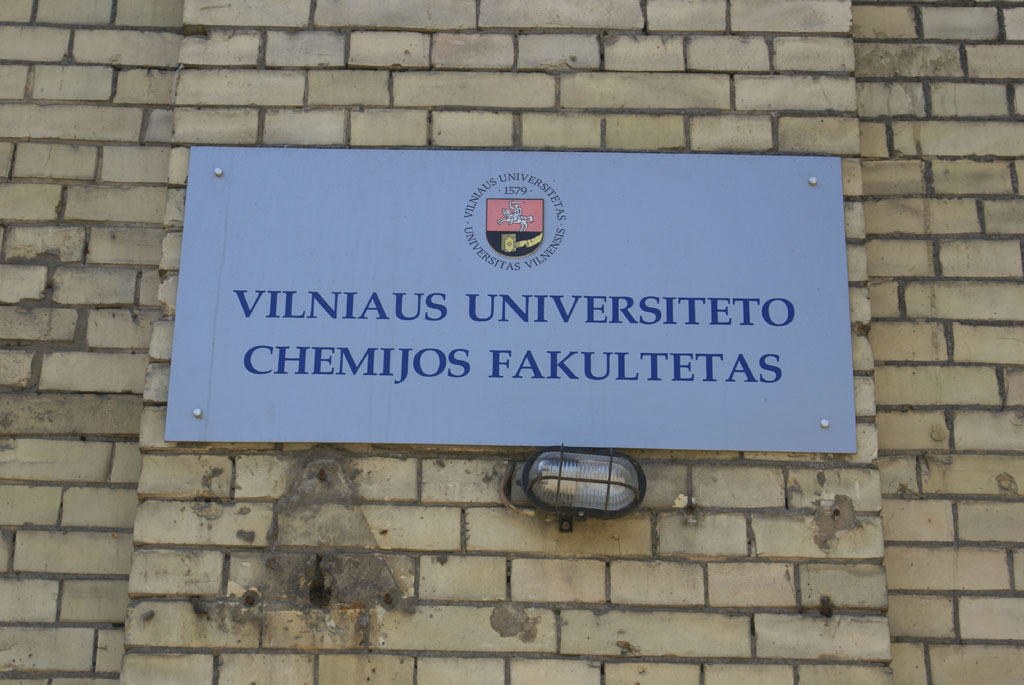 VILNIAUS UNIVERSITETAS
· 1579 ·
UNIVERSITAS VILNENSIS
VILNIAUS UNIVERSITETO
CHEMIJOS FAKULTETAS